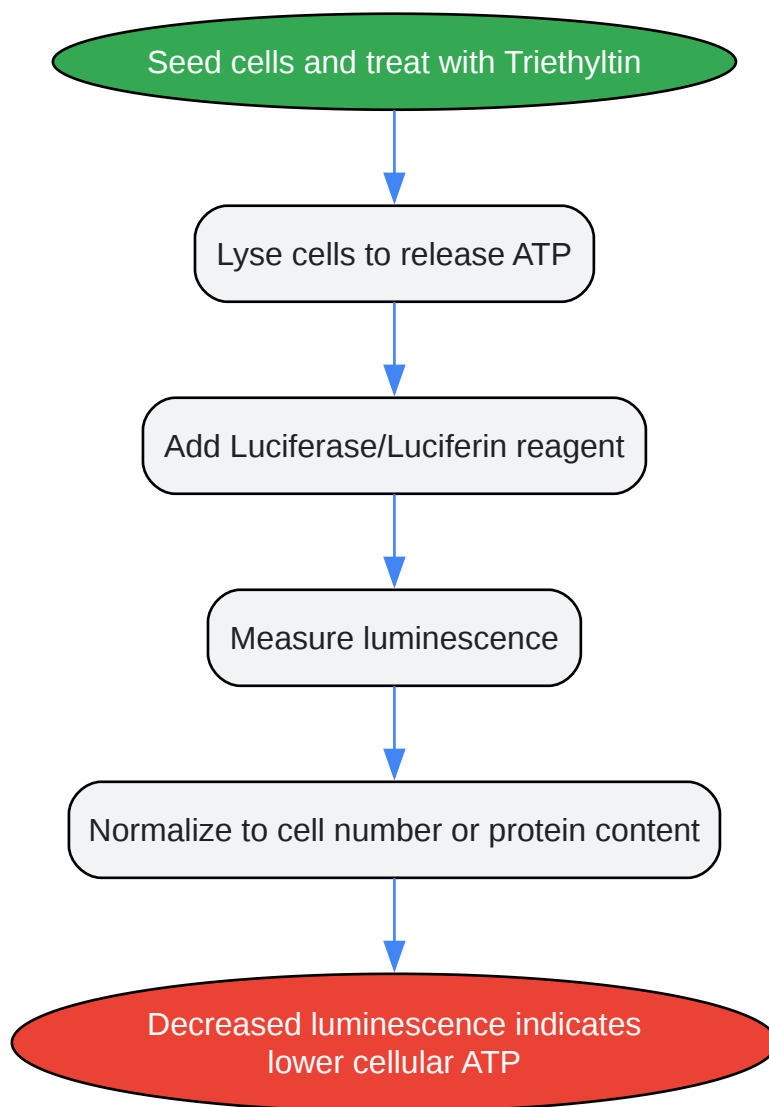 Seed cells and treat with Triethyltin
Lyse cells to release ATP
Add Luciferase/Luciferin reagent
Measure luminescence
Normalize to cell number or protein content
Decreased luminescence indicates
lower cellular ATP